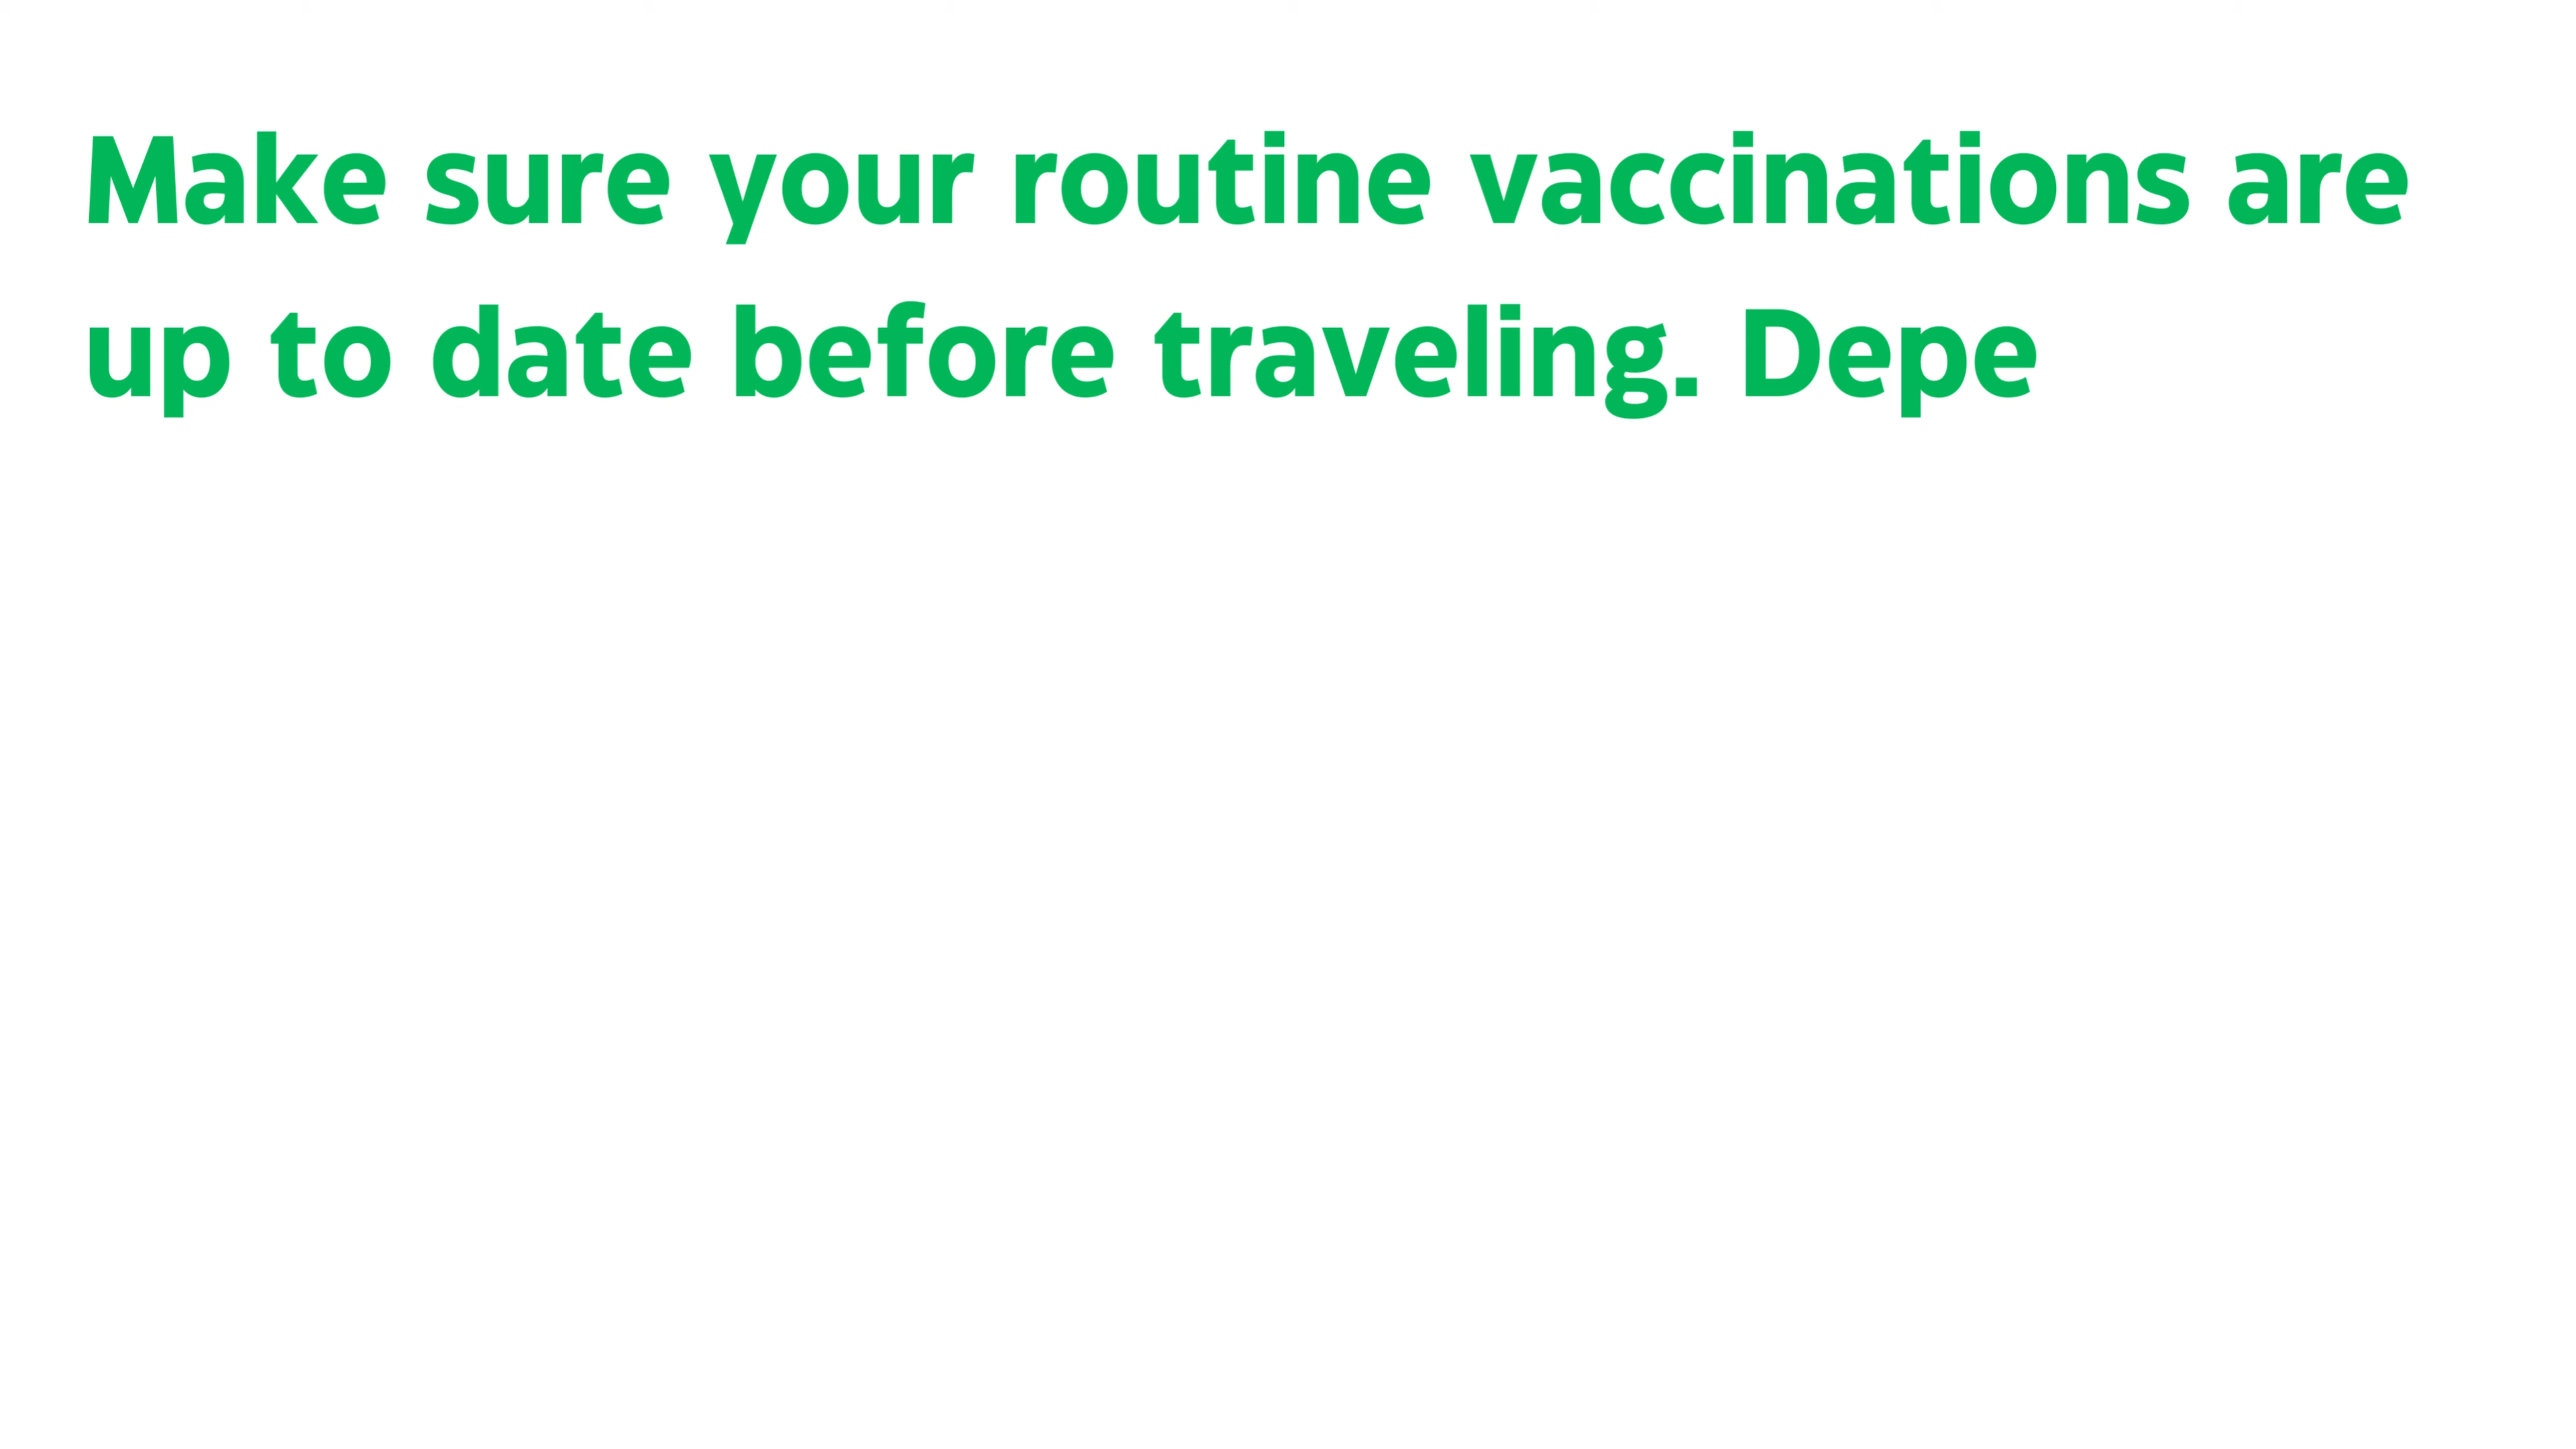 Make sure your routine vaccinations are
up to date before traveling. Depe